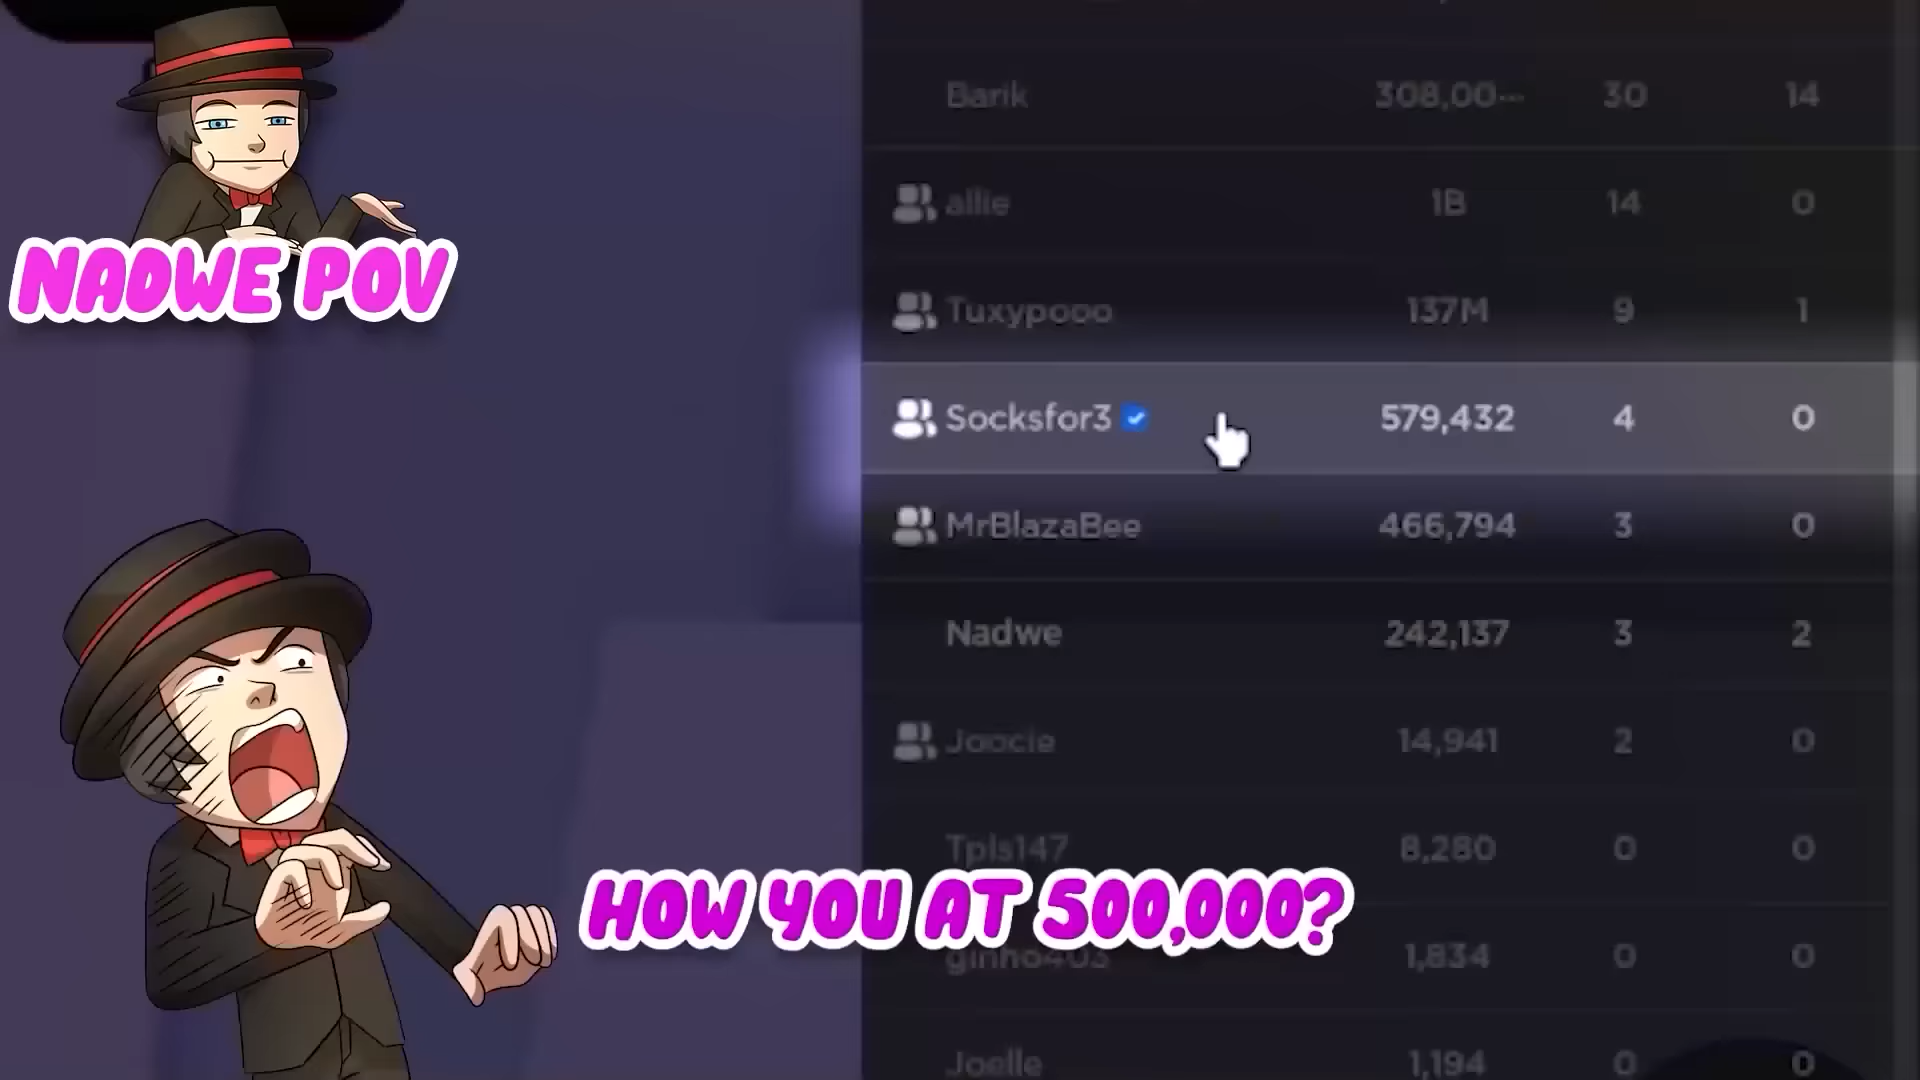 Barik 308,00... 30 14
allie 1B 14 0
NADWE POV
Tuxypooo 137M 9 1
Socksfor3 579,432 4 0
MrBlazaBee 466,794 3 0
Nadwe 242,137 3 2
Joocie 14,941 2 0
Tpls147 8,280 0 0
HOW YOU AT 500,000?
ginho403 1,834 0 0
Joelle 1,194 0 0